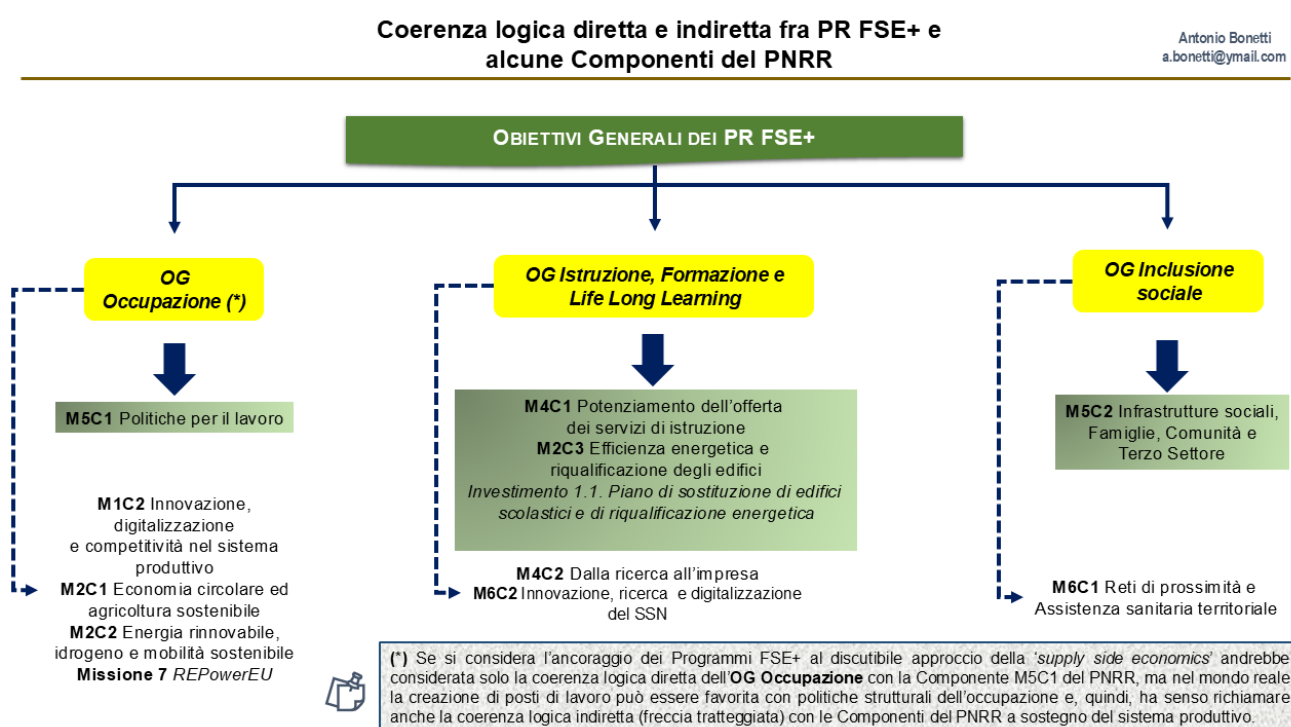 Coerenza logica diretta e indiretta fra PR FSE+ e
alcune Componenti del PNRR
Antonio Bonetti
a.bonetti@ymail.com
OBIETTIVI GENERALI DEI PR FSE+
OG
Occupazione (*)
OG Istruzione, Formazione e
Life Long Learning
OG Inclusione
sociale
M5C1 Politiche per il lavoro
M4C1 Potenziamento dell'offerta
dei servizi di istruzione
M2C3 Efficienza energetica e
riqualificazione degli edifici
Investimento 1.1. Piano di sostituzione di edifici
scolastici e di riqualificazione energetica
M5C2 Infrastrutture sociali,
Famiglie, Comunità e
Terzo Settore
M1C2 Innovazione,
digitalizzazione
e competitività nel sistema
produttivo
M2C1 Economia circolare ed
agricoltura sostenibile
M2C2 Energia rinnovabile,
idrogeno e mobilità sostenibile
Missione 7 REPowerEU
M4C2 Dalla ricerca all'impresa
M6C2 Innovazione, ricerca e digitalizzazione
del SSN
M6C1 Reti di prossimità e
Assistenza sanitaria territoriale
(*) Se si considera l'ancoraggio dei Programmi FSE+ al discutibile approccio della 'supply side economics' andrebbe
considerata solo la coerenza logica diretta dell'OG Occupazione con la Componente M5C1 del PNRR, ma nel mondo reale
la creazione di posti di lavoro può essere favorita con politiche strutturali dell'occupazione e, quindi, ha senso richiamare
anche la coerenza logica indiretta (freccia tratteggiata) con le Componenti del PNRR a sostegno del Sistema produttivo.